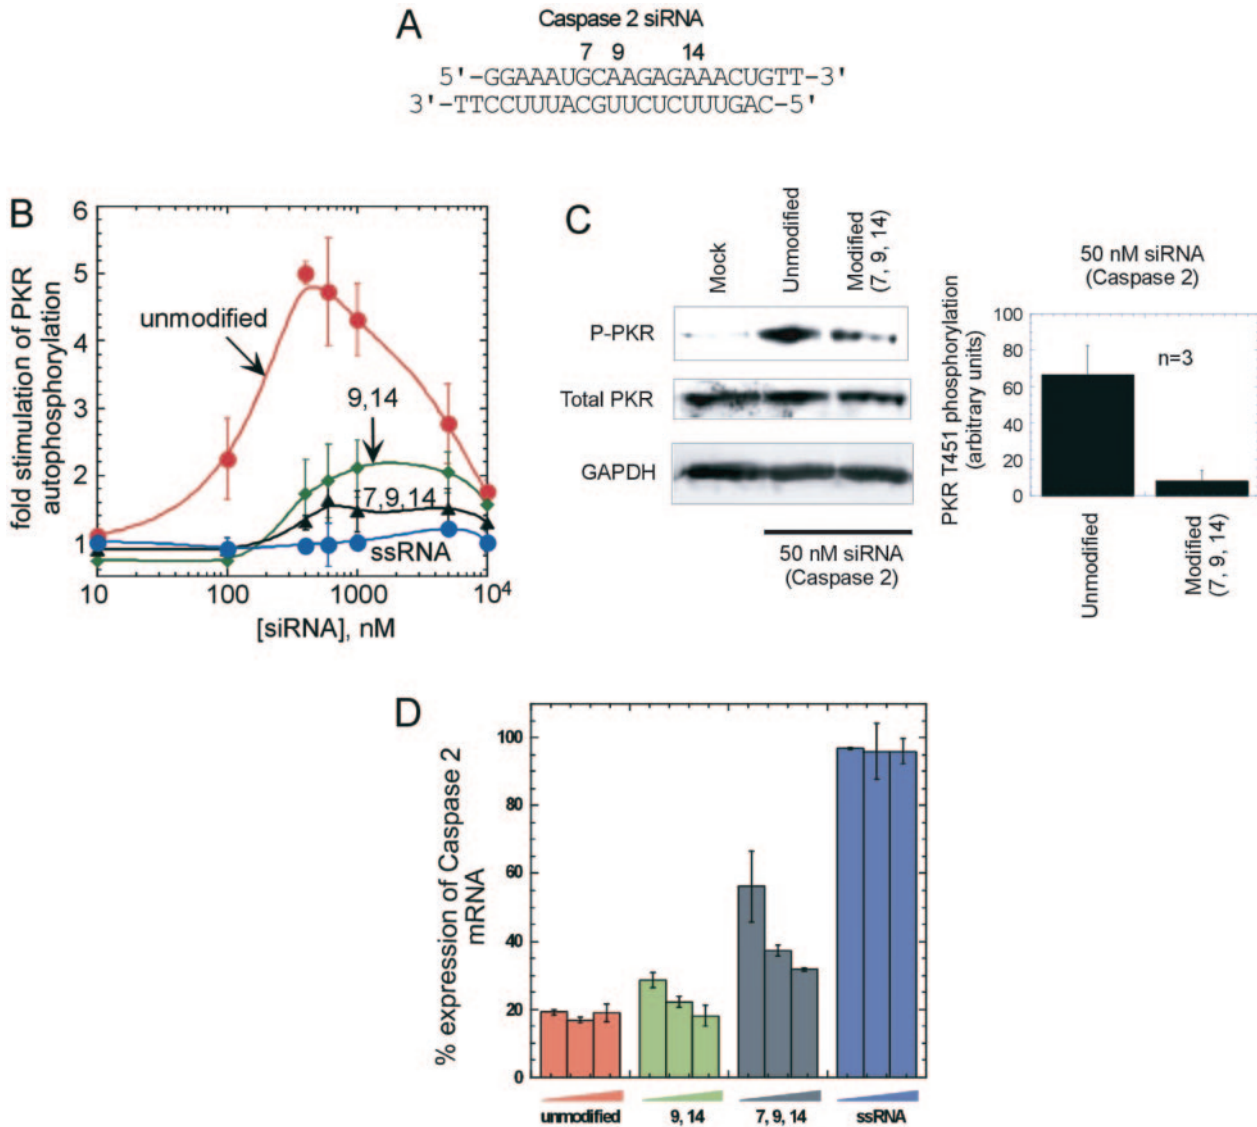 A
Caspase 2 siRNA
7 9 14
5'-GGAAAUGCAAGAGAAACUGTT-3'
3'-TTCCUUUACGUUCUCUUUGAC-5'
B
fold stimulation of PKR
autophosphorylation
6
5
4
3
2
1
unmodified
9,14
7,9,14
ssRNA
10 100 1000 10⁴
[siRNA], nM
C
Mock
Unmodified
Modified
(7, 9, 14)
P-PKR
Total PKR
GAPDH
50 nM siRNA
(Caspase 2)
50 nM siRNA
(Caspase 2)
PKR T451 phosphorylation
(arbitrary units)
100
80
60
40
20
0
n=3
Unmodified
Modified
(7, 9, 14)
D
% expression of Caspase 2
mRNA
100
80
60
40
20
0
unmodified 9, 14 7, 9, 14 ssRNA